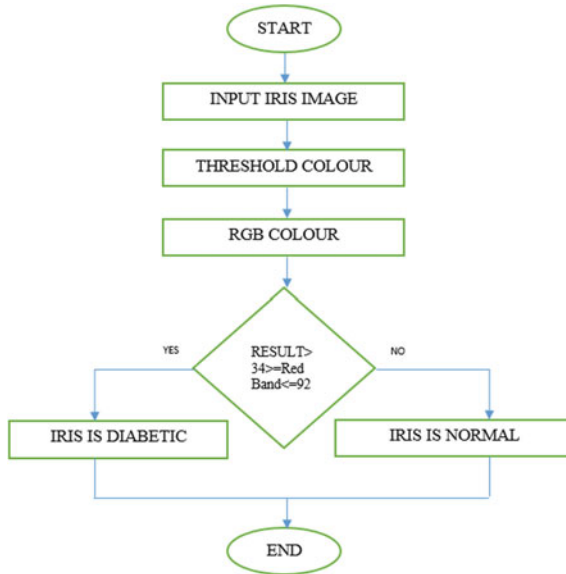 START
INPUT IRIS IMAGE
THRESHOLD COLOUR
RGB COLOUR
YES
RESULT>
34>=Red
Band<=92
NO
IRIS IS DIABETIC
IRIS IS NORMAL
END